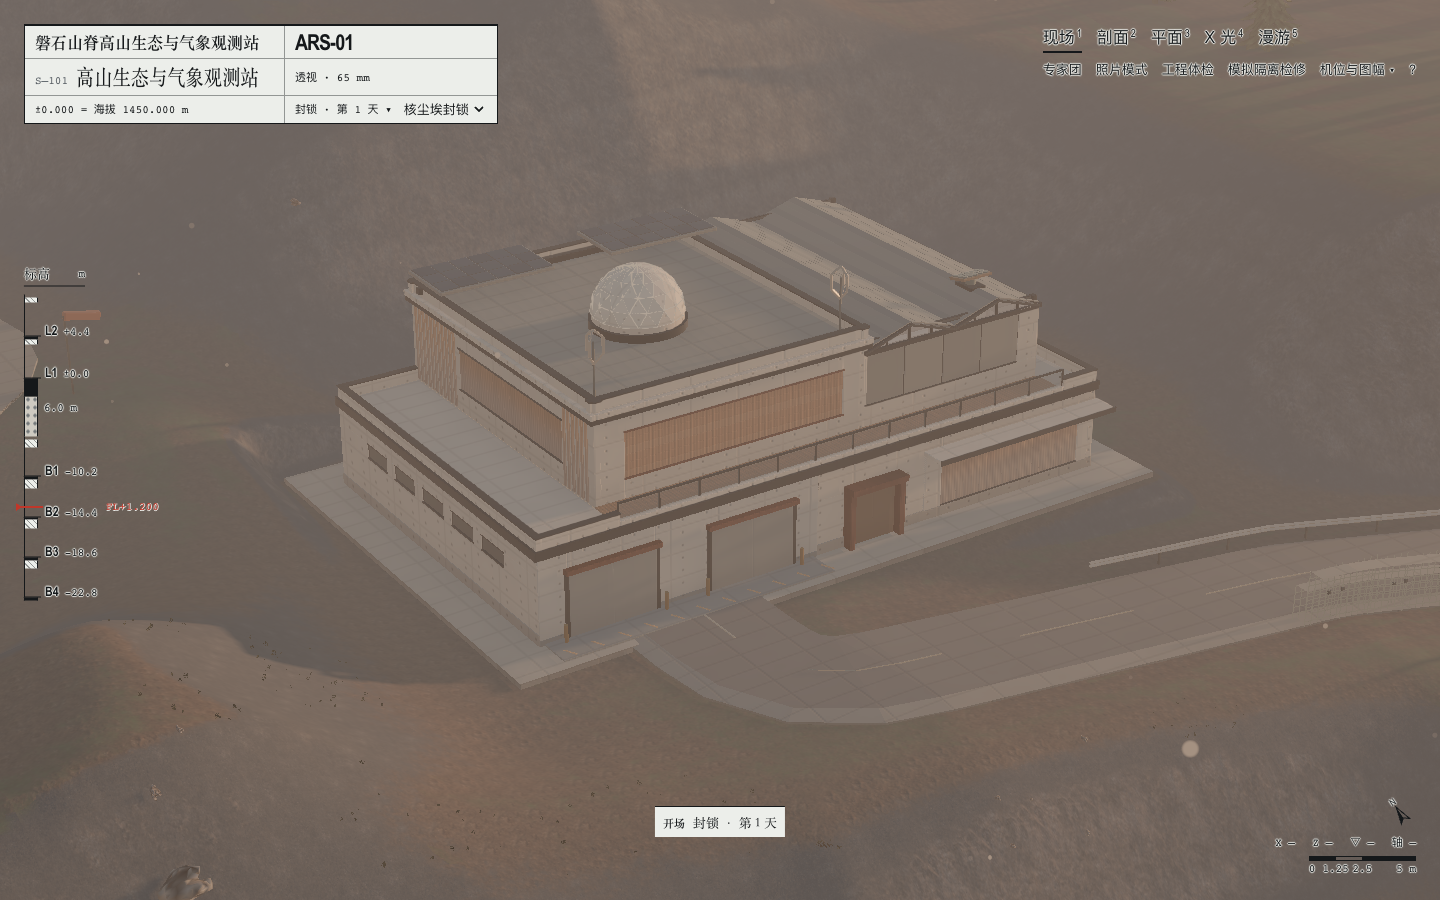 磐石山脊高山生态与气象观测站 ARS-01
S-101 高山生态与气象观测站 透视 · 65 mm
±0.000 = 海拔 1450.000 m 封锁 · 第 1 天 ▾ 核尘埃封锁
现场1 剖面2 平面3 X 光4 漫游5
专家团 照片模式 工程体检 模拟隔离检修 机位与图幅 ▾ ?
标高 m
L2 +4.4
L1 ±0.0
6.0 m
B1 -10.2
B2 -14.4 FL+1.200
B3 -18.6
B4 -22.8
开场 封锁 · 第 1 天
N
X — Z — ▽ — 轴 —
0 1.25 2.5 5 m